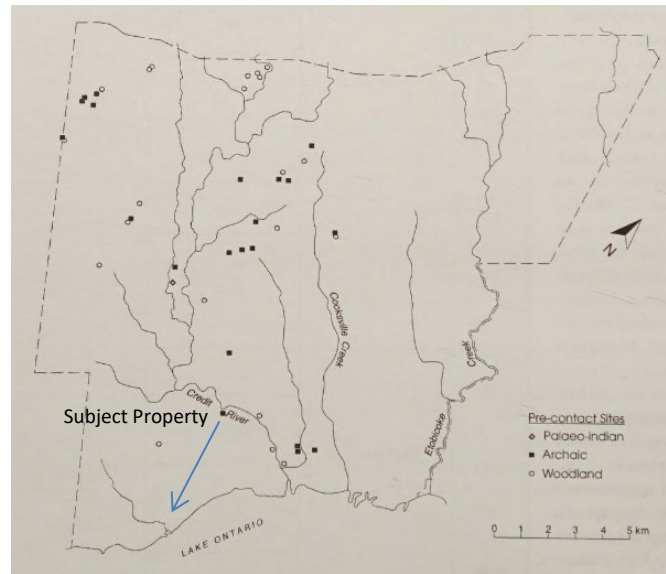 N
Cooksville Creek
Credit
River
Subject Property
Etobicoke
Creek
LAKE ONTARIO
Pre-contact Sites
Palaeo-Indian
Archaic
Woodland
0 1 2 3 4 5 km